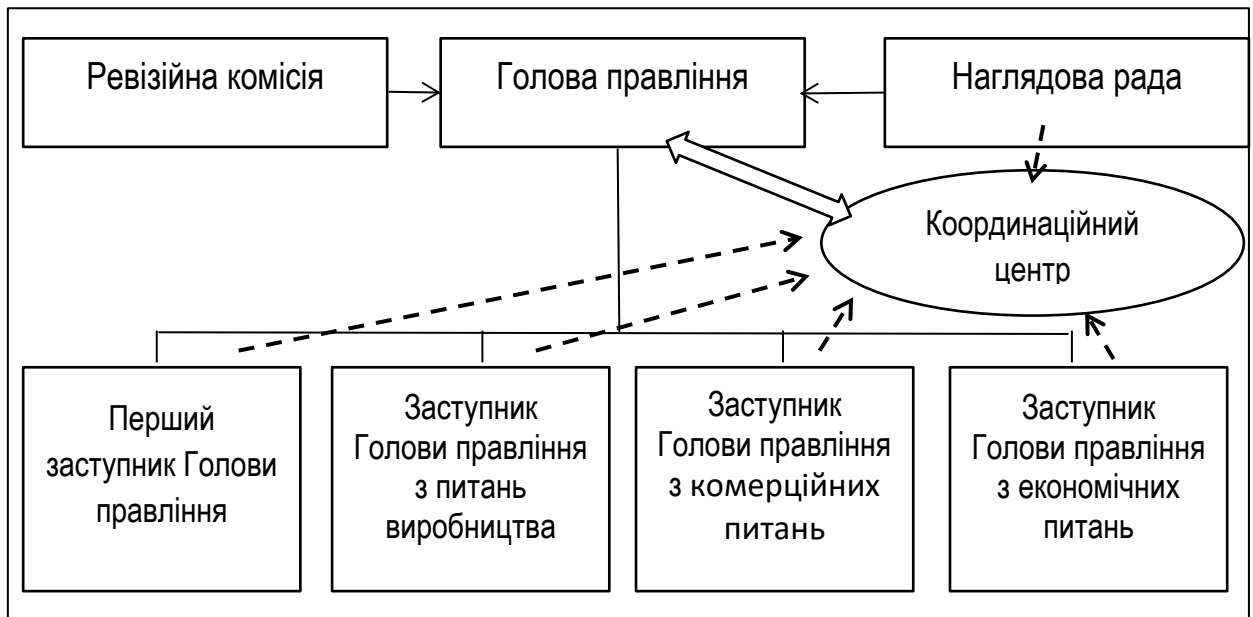 Ревізійна комісія
Голова правління
Наглядова рада
Координаційний
центр
Перший
заступник Голови
правління
Заступник
Голови правління
з питань
виробництва
Заступник
Голови правління
з комерційних
питань
Заступник
Голови правління
з економічних
питань